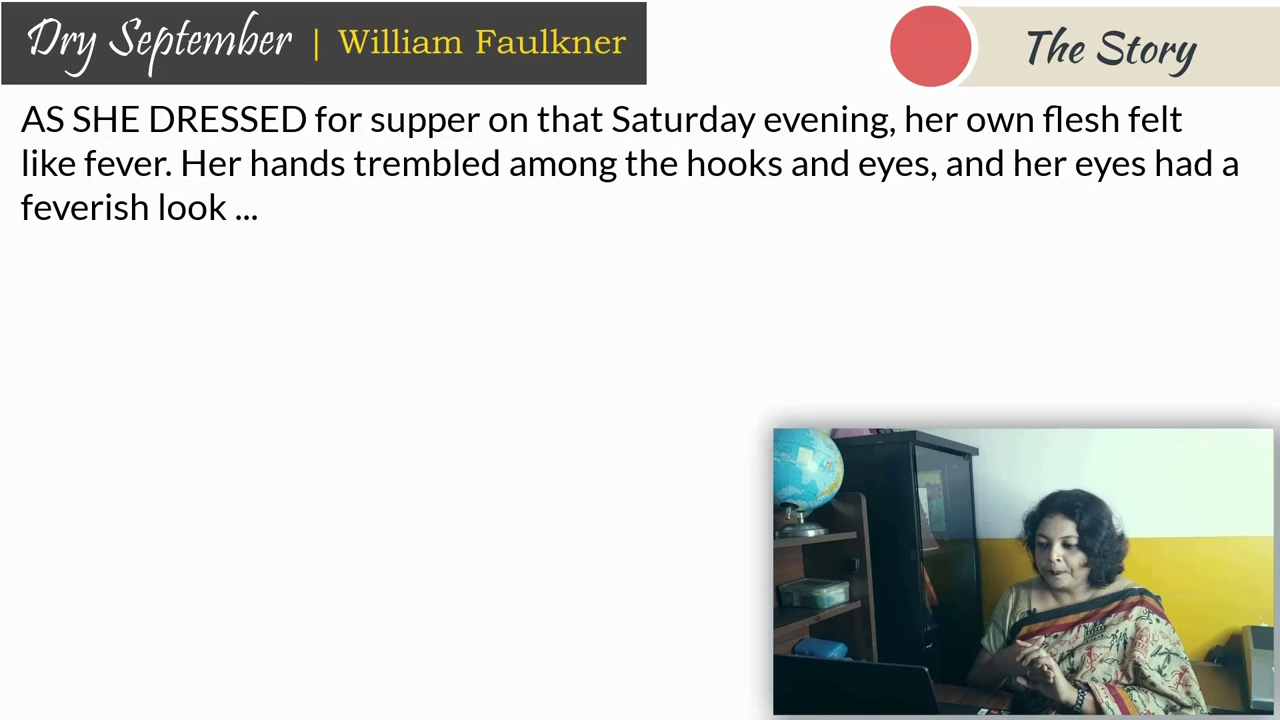 Dry September | William Faulkner
The Story
AS SHE DRESSED for supper on that Saturday evening, her own flesh felt
like fever. Her hands trembled among the hooks and eyes, and her eyes had a
feverish look ...